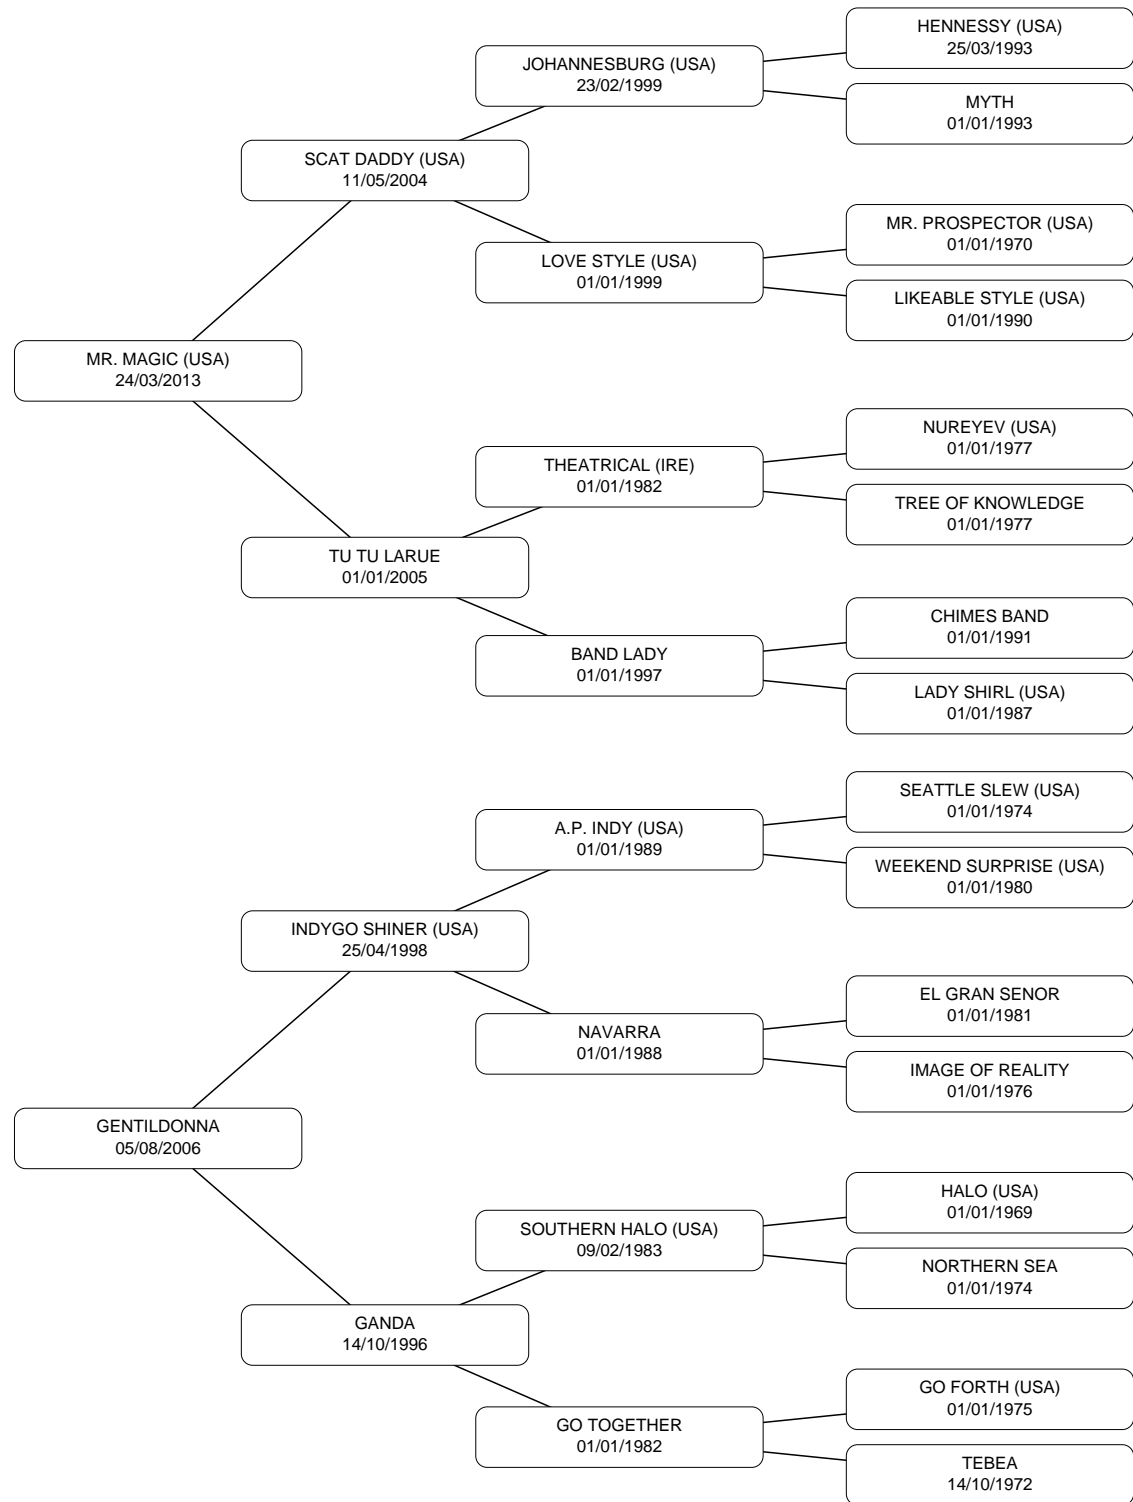 HENNESSY (USA)
25/03/1993
JOHANNESBURG (USA)
23/02/1999
MYTH
01/01/1993
SCAT DADDY (USA)
11/05/2004
MR. PROSPECTOR (USA)
01/01/1970
LOVE STYLE (USA)
01/01/1999
LIKEABLE STYLE (USA)
01/01/1990
MR. MAGIC (USA)
24/03/2013
NUREYEV (USA)
01/01/1977
THEATRICAL (IRE)
01/01/1982
TREE OF KNOWLEDGE
01/01/1977
TU TU LARUE
01/01/2005
CHIMES BAND
01/01/1991
BAND LADY
01/01/1997
LADY SHIRL (USA)
01/01/1987
SEATTLE SLEW (USA)
01/01/1974
A.P. INDY (USA)
01/01/1989
WEEKEND SURPRISE (USA)
01/01/1980
INDYGO SHINER (USA)
25/04/1998
EL GRAN SENOR
01/01/1981
NAVARRA
01/01/1988
IMAGE OF REALITY
01/01/1976
GENTILDONNA
05/08/2006
HALO (USA)
01/01/1969
SOUTHERN HALO (USA)
09/02/1983
NORTHERN SEA
01/01/1974
GANDA
14/10/1996
GO FORTH (USA)
01/01/1975
GO TOGETHER
01/01/1982
TEBEA
14/10/1972